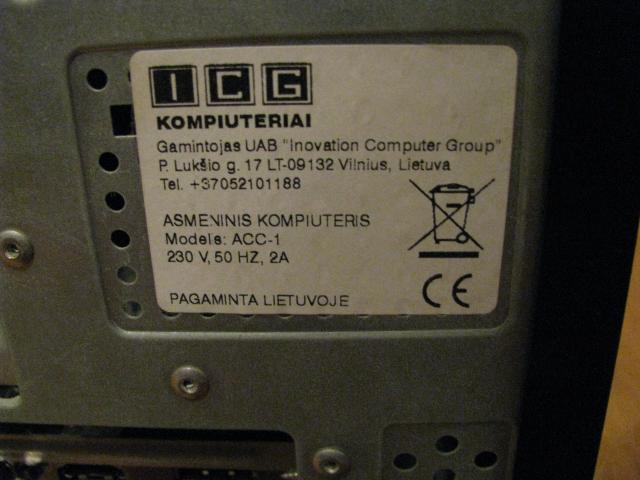 ICG
KOMPIUTERIAI
Gamintojas UAB "Inovation Computer Group"
P. Lukšio g. 17 LT-09132 Vilnius, Lietuva
Tel. +37052101188
ASMENINIS KOMPIUTERIS
Modelis: ACC-1
230 V, 50 HZ, 2A
PAGAMINTA LIETUVOJE
CE